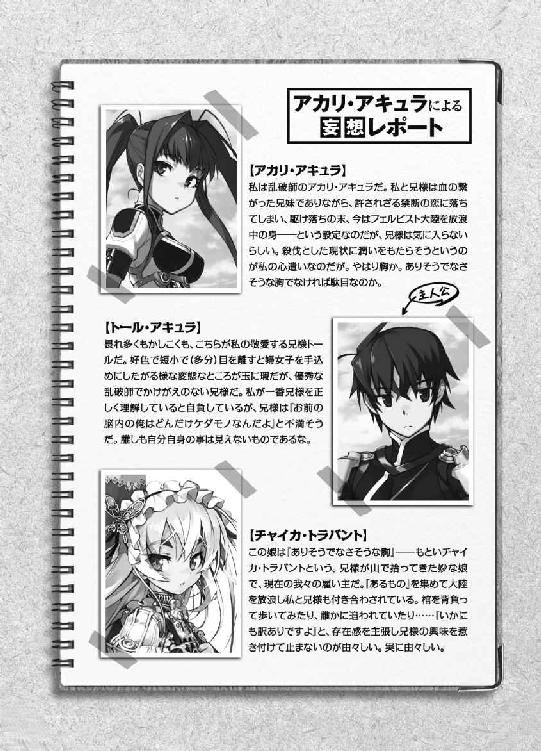 アカリ・アキュラによる
妄想レポート
【アカリ・アキュラ】
私は乱破師のアカリ・アキュラだ。私と兄様は血の繋
がった兄妹でありながら、許されざる禁断の恋に落ち
てしまい、駆け落ちの末、今はフェルビスト大陸を放浪
中の身――という設定なのだが、兄様は気に入らない
らしい。殺伐とした現状に潤いをもたらそうというの
が私の心遣いなのだが。やはり胸か。ありそうでなさ
そうな胸でなければ駄目なのか。
主人公
【トール・アキュラ】
畏れ多くもかしこくも、こちらが私の敬愛する兄様トー
ルだ。好色で短小で(多分)目を離すと婦女子を手込
めにしたがる様な変態なところが玉に瑕だが、優秀な
乱破師でかけがえのない兄様だ。私が一番兄様を正
しく理解していると自負しているが、兄様は「お前の
脳内の俺はどんだけケダモノなんだよ」と不満そう
だ。誰しも自分自身の事は見えないものであるな。
【チャイカ・トラバント】
この娘は「ありそうでなさそうな胸」――もといチャイ
カ・トラバントという。兄様が山で拾ってきた妙な娘
で、現在の我々の雇い主だ。『あるもの』を集めて大陸
を放浪し私と兄様も付き合わされている。棺を背負っ
て歩いてみたり、誰かに追われていたり……「いかに
も訳ありですよ」と、存在感を主張し兄様の興味を惹
き付けて止まないのが由々しい。実に由々しい。